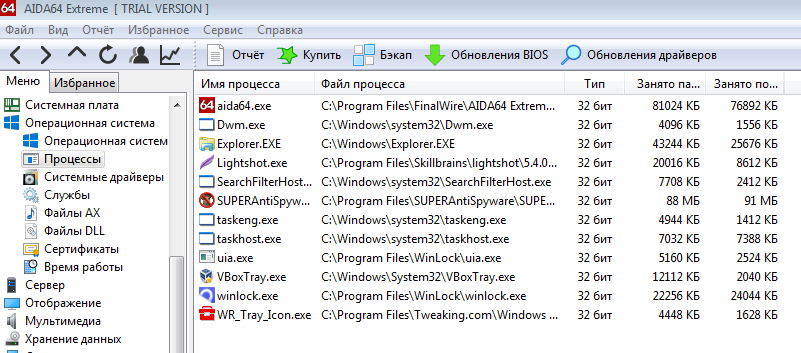 64 AIDA64 Extreme [ TRIAL VERSION ]
Файл Вид Отчёт Избранное Сервис Справка
Отчёт Купить Бэкап Обновления BIOS Обновления драйверов
Меню Избранное
Системная плата
Операционная система
Операционная систем
Процессы
Системные драйверы
Службы
Файлы AX
Файлы DLL
Сертификаты
Время работы
Сервер
Отображение
Мультимедиа
Хранение данных
Имя процесса Файл процесса Тип Занято па... Занято по...
64 aida64.exe C:\Program Files\FinalWire\AIDA64 Extrem... 32 бит 81024 КБ 76892 КБ
Dwm.exe C:\Windows\system32\Dwm.exe 32 бит 4096 КБ 1556 КБ
Explorer.EXE C:\Windows\Explorer.EXE 32 бит 43244 КБ 25676 КБ
Lightshot.exe C:\Program Files\Skillbrains\lightshot\5.4.0... 32 бит 20016 КБ 8612 КБ
SearchFilterHost... C:\Windows\system32\SearchFilterHost.exe 32 бит 7708 КБ 2412 КБ
SUPERAntiSpyw... C:\Program Files\SUPERAntiSpyware\SUPE... 32 бит 88 МБ 91 МБ
taskeng.exe C:\Windows\system32\taskeng.exe 32 бит 4944 КБ 1412 КБ
taskhost.exe C:\Windows\system32\taskhost.exe 32 бит 7032 КБ 7388 КБ
uia.exe C:\Program Files\WinLock\uia.exe 32 бит 5160 КБ 2524 КБ
VBoxTray.exe C:\Windows\System32\VBoxTray.exe 32 бит 12112 КБ 2040 КБ
winlock.exe C:\Program Files\WinLock\winlock.exe 32 бит 22256 КБ 24044 КБ
WR_Tray_Icon.exe C:\Program Files\Tweaking.com\Windows ... 32 бит 4448 КБ 1628 КБ